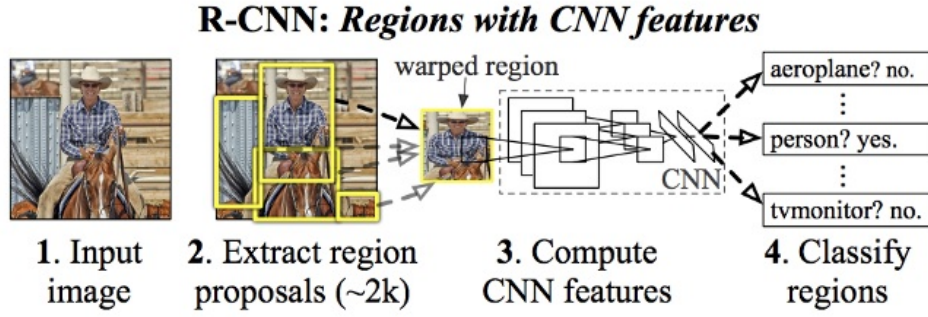 R-CNN: Regions with CNN features
warped region
aeroplane? no.
⋮
person? yes.
⋮
tvmonitor? no.
CNN
1. Input
image
2. Extract region
proposals (~2k)
3. Compute
CNN features
4. Classify
regions